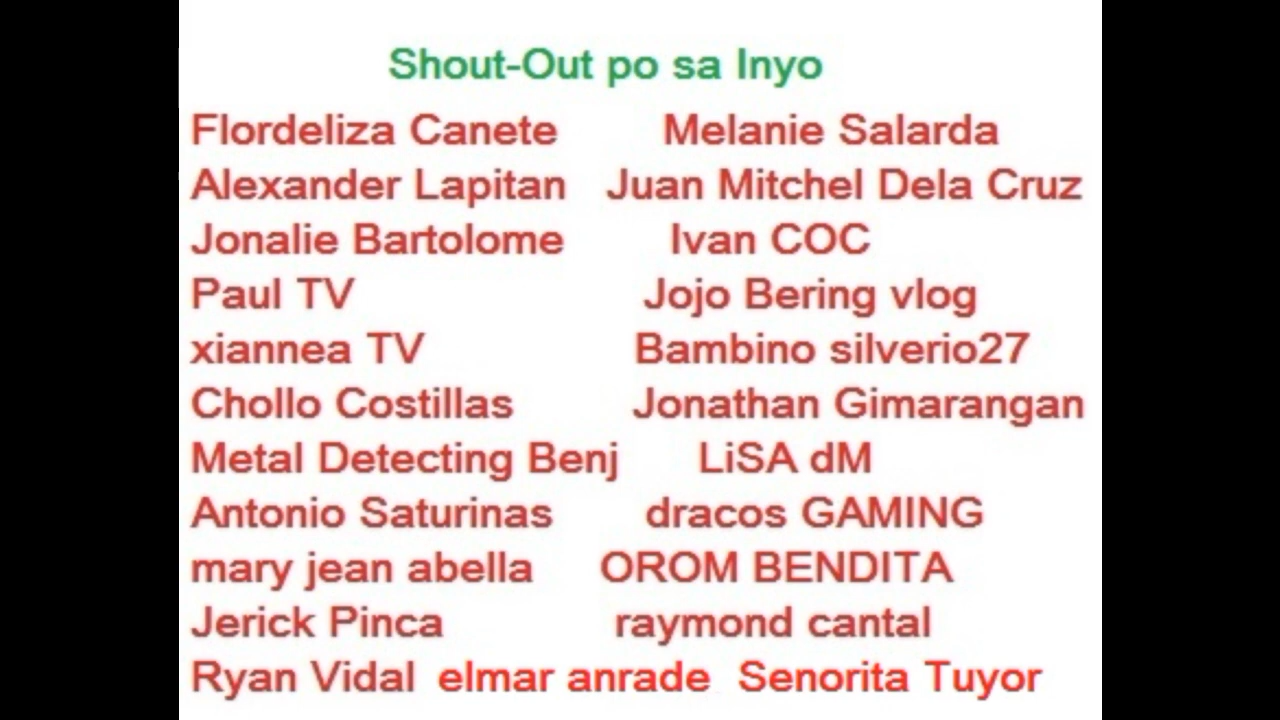 Shout-Out po sa Inyo
Flordeliza Canete Melanie Salarda
Alexander Lapitan Juan Mitchel Dela Cruz
Jonalie Bartolome Ivan COC
Paul TV Jojo Bering vlog
xiannea TV Bambino silverio27
Chollo Costillas Jonathan Gimarangan
Metal Detecting Benj LiSA dM
Antonio Saturinas dracos GAMING
mary jean abella OROM BENDITA
Jerick Pinca raymond cantal
Ryan Vidal elmar anrade Senorita Tuyor